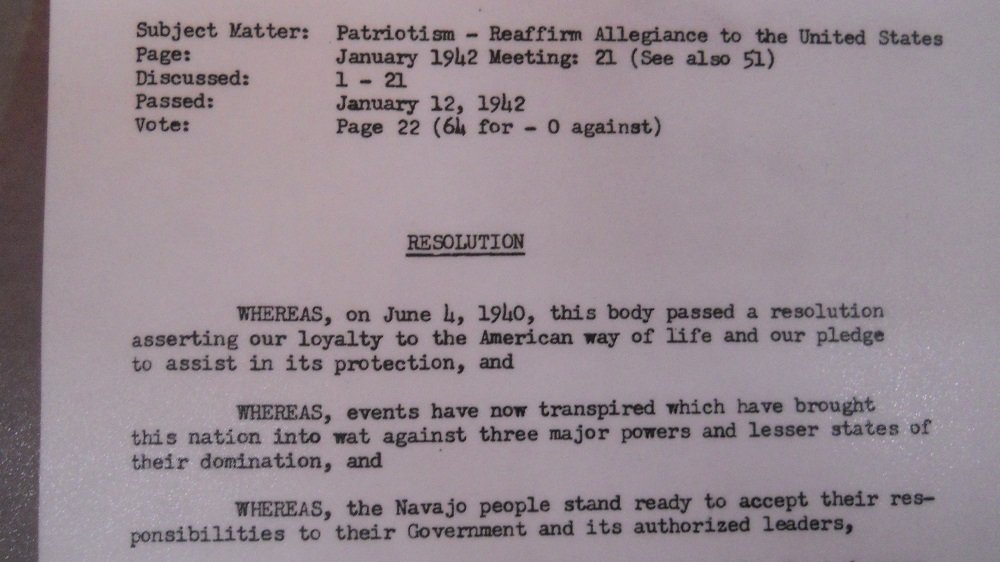 Subject Matter: Patriotism - Reaffirm Allegiance to the United States
Page: January 1942 Meeting: 21 (See also 51)
Discussed: 1 - 21
Passed: January 12, 1942
Vote: Page 22 (64 for - 0 against)
RESOLUTION
WHEREAS, on June 4, 1940, this body passed a resolution
asserting our loyalty to the American way of life and our pledge
to assist in its protection, and
WHEREAS, events have now transpired which have brought
this nation into wat against three major powers and lesser states of
their domination, and
WHEREAS, the Navajo people stand ready to accept their res-
ponsibilities to their Government and its authorized leaders,